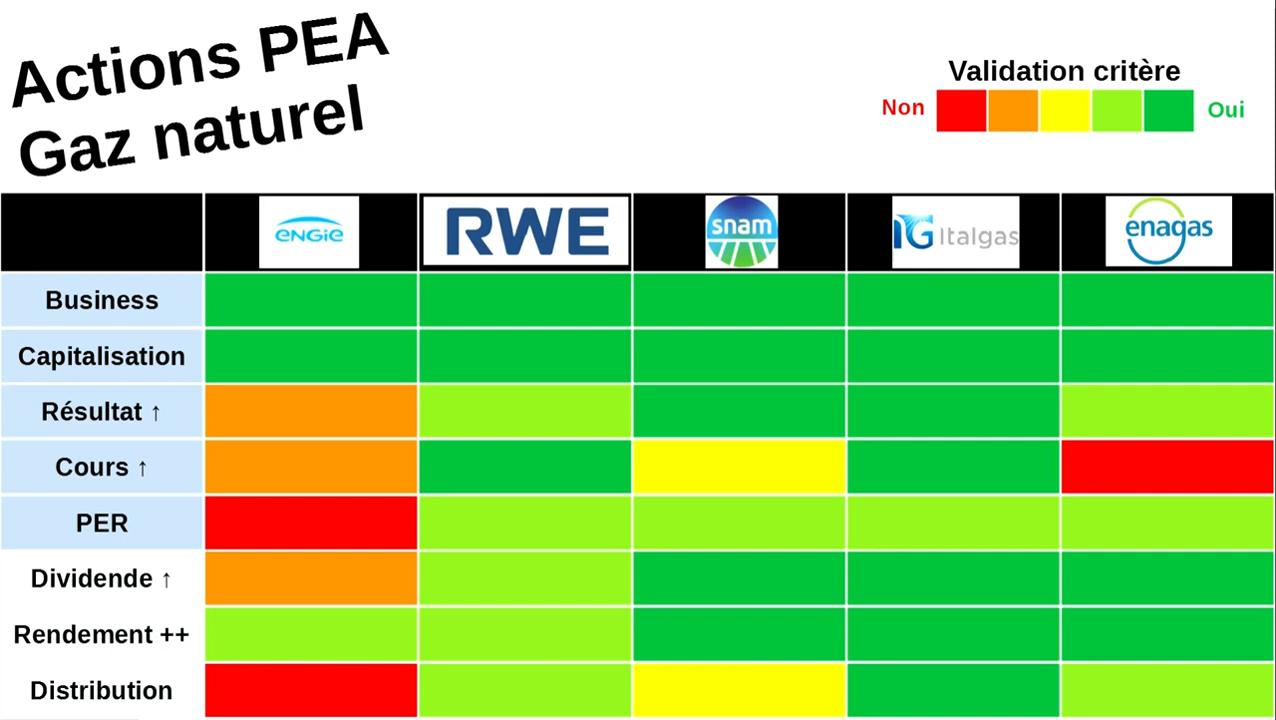 Actions PEA
Gaz naturel
Validation critère
Non
Oui
ENGIE
RWE
snam
IG Italgas
enagas
Business
Capitalisation
Résultat ↑
Cours ↑
PER
Dividende ↑
Rendement ++
Distribution